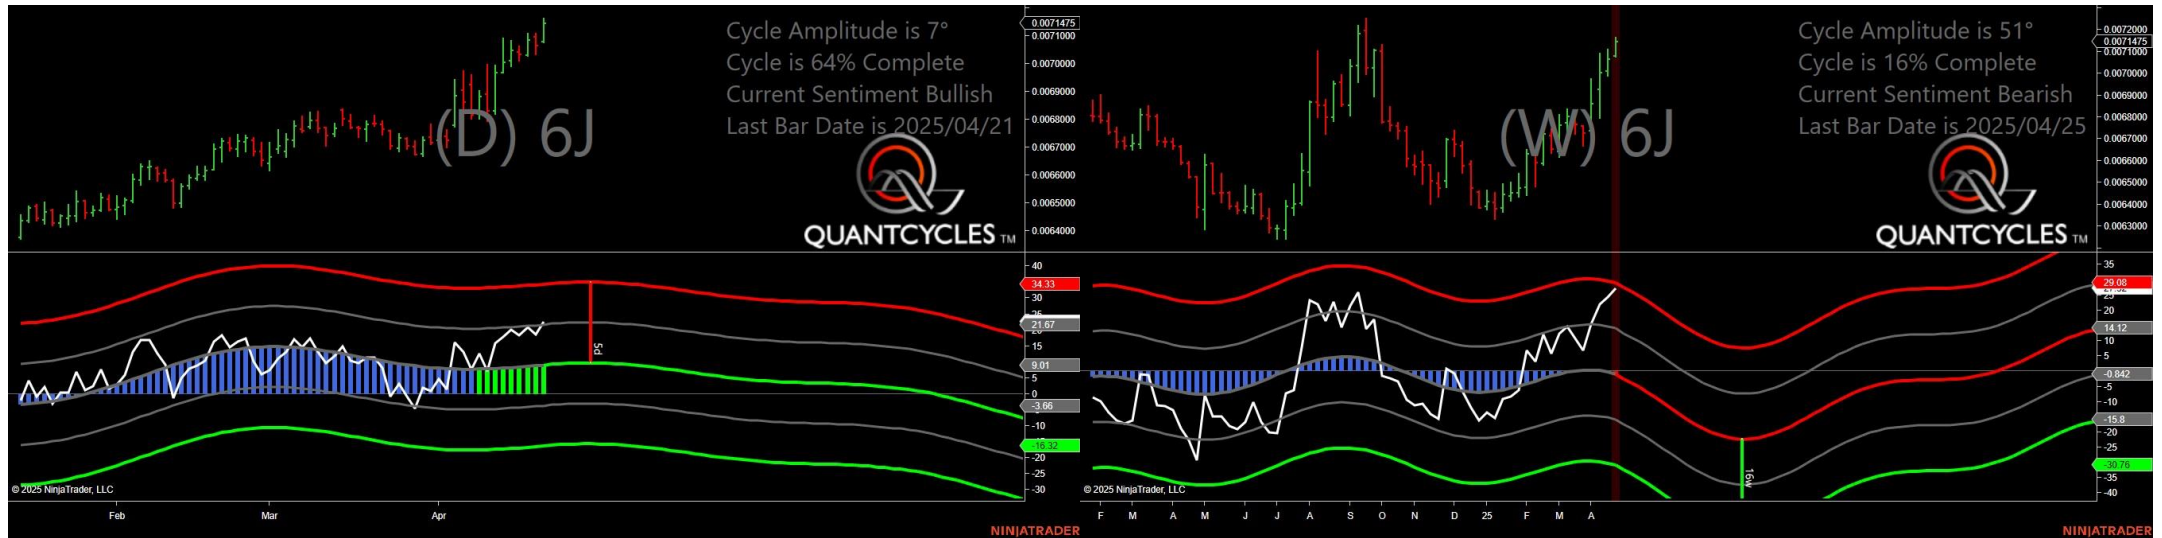 Cycle Amplitude is 7°
Cycle is 64% Complete
Current Sentiment Bullish
Last Bar Date is 2025/04/21
(D) 6J
QUANTCYCLES TM
0.0071475
0.0071000
0.0070000
0.0069000
0.0068000
0.0067000
0.0066000
0.0065000
0.0064000
40
34.33
30
25
21.67
15
9.01
5
0
-3.66
-10
-16.32
-20
-25
-30
5d
© 2025 NinjaTrader, LLC
Feb
Mar
Apr
NINJATRADER
Cycle Amplitude is 51°
Cycle is 16% Complete
Current Sentiment Bearish
Last Bar Date is 2025/04/25
(W) 6J
QUANTCYCLES TM
0.0072000
0.0071475
0.0071000
0.0070000
0.0069000
0.0068000
0.0067000
0.0066000
0.0065000
0.0064000
0.0063000
35
29.08
25
20
14.12
10
5
-0.842
-5
-10
-15.8
-20
-25
-30.76
-35
-40
16w
© 2025 NinjaTrader, LLC
F M A M J J A S O N D 25 F M A
NINJATRADER